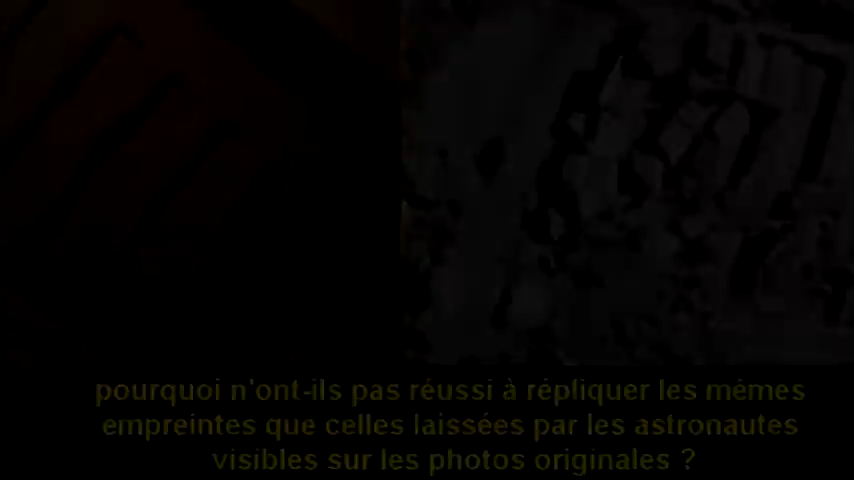 pourquoi n'ont-ils pas réussi à répliquer les mêmes
empreintes que celles laissées par les astronautes
visibles sur les photos originales ?